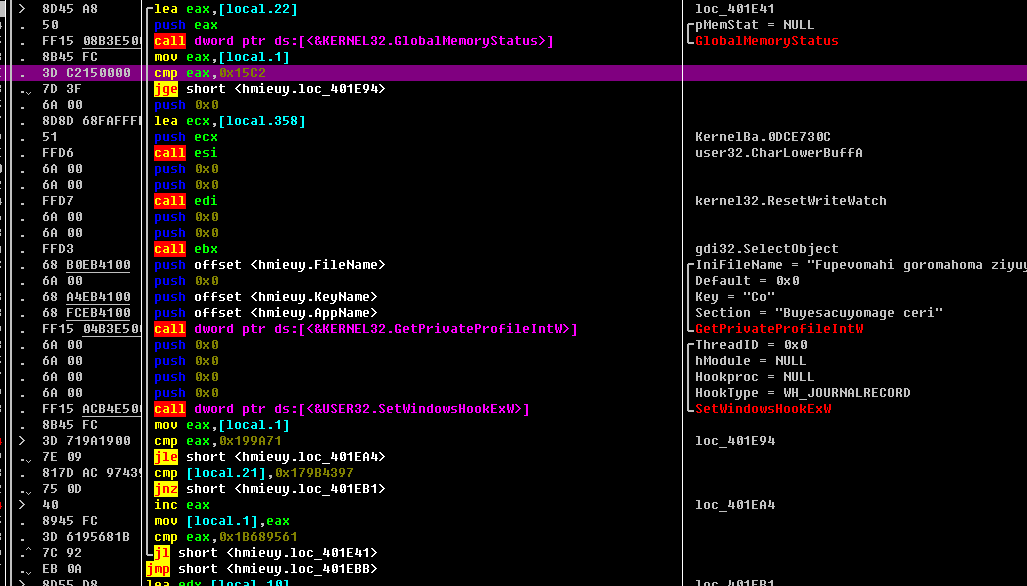 > 8D45 A8 lea eax,[local.22] loc_401E41
. 50 push eax pMemStat = NULL
. FF15 08B3E50 call dword ptr ds:[<&KERNEL32.GlobalMemoryStatus>] GlobalMemoryStatus
. 8B45 FC mov eax,[local.1]
. 3D C2150000 cmp eax,0x15C2
. 7D 3F jge short <hmieuy.loc_401E94>
. 6A 00 push 0x0
. 8D8D 68FAFFF lea ecx,[local.358]
. 51 push ecx KernelBa.0DCE730C
. FFD6 call esi user32.CharLowerBuffA
. 6A 00 push 0x0
. 6A 00 push 0x0
. FFD7 call edi kernel32.ResetWriteWatch
. 6A 00 push 0x0
. 6A 00 push 0x0
. FFD3 call ebx gdi32.SelectObject
. 68 B0EB4100 push offset <hmieuy.FileName> IniFileName = "Fupevomahi goromahoma ziyuy
. 6A 00 push 0x0 Default = 0x0
. 68 A4EB4100 push offset <hmieuy.KeyName> Key = "Co"
. 68 FCEB4100 push offset <hmieuy.AppName> Section = "Buyesacuyomage ceri"
. FF15 04B3E50 call dword ptr ds:[<&KERNEL32.GetPrivateProfileIntW>] GetPrivateProfileIntW
. 6A 00 push 0x0 ThreadID = 0x0
. 6A 00 push 0x0 hModule = NULL
. 6A 00 push 0x0 Hookproc = NULL
. 6A 00 push 0x0 HookType = WH_JOURNALRECORD
. FF15 ACB4E50 call dword ptr ds:[<&USER32.SetWindowsHookExW>] SetWindowsHookExW
. 8B45 FC mov eax,[local.1]
> 3D 719A1900 cmp eax,0x199A71 loc_401E94
. 7E 09 jle short <hmieuy.loc_401EA4>
. 817D AC 97439 cmp [local.21],0x179B4397
. 75 0D jnz short <hmieuy.loc_401EB1>
> 40 inc eax loc_401EA4
. 8945 FC mov [local.1],eax
. 3D 6195681B cmp eax,0x1B689561
. 7C 92 jl short <hmieuy.loc_401E41>
. EB 0A jmp short <hmieuy.loc_401EBB>
> 8D55 D8 lea edx,[local.10] loc_401EB1